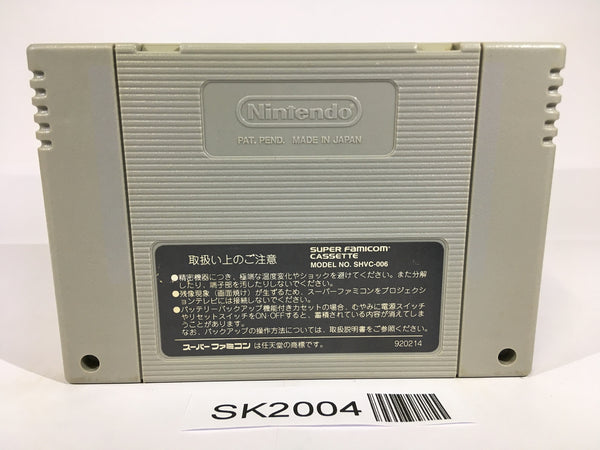 Nintendo
PAT. PEND. MADE IN JAPAN
取扱い上のご注意
SUPER FAMICOM
CASSETTE
MODEL NO. SHVC-006
●精密機器につき、極端な温度変化やショックを避けてください。また分解
したり、端子部を汚したりしないでください。
●残像現象(画面焼け)が生ずるため、スーパーファミコンをプロジェクシ
ョンテレビには接続しないでください。
●バッテリーバックアップ機能付きカセットの場合、むやみに電源スイッチ
やリセットスイッチをON・OFFすると、蓄積されている内容が消えてしま
うことがあります。
なお、バックアップの操作方法については、取扱説明書をご参照ください。
スーパーファミコンは任天堂の商標です。
920214
SK2004